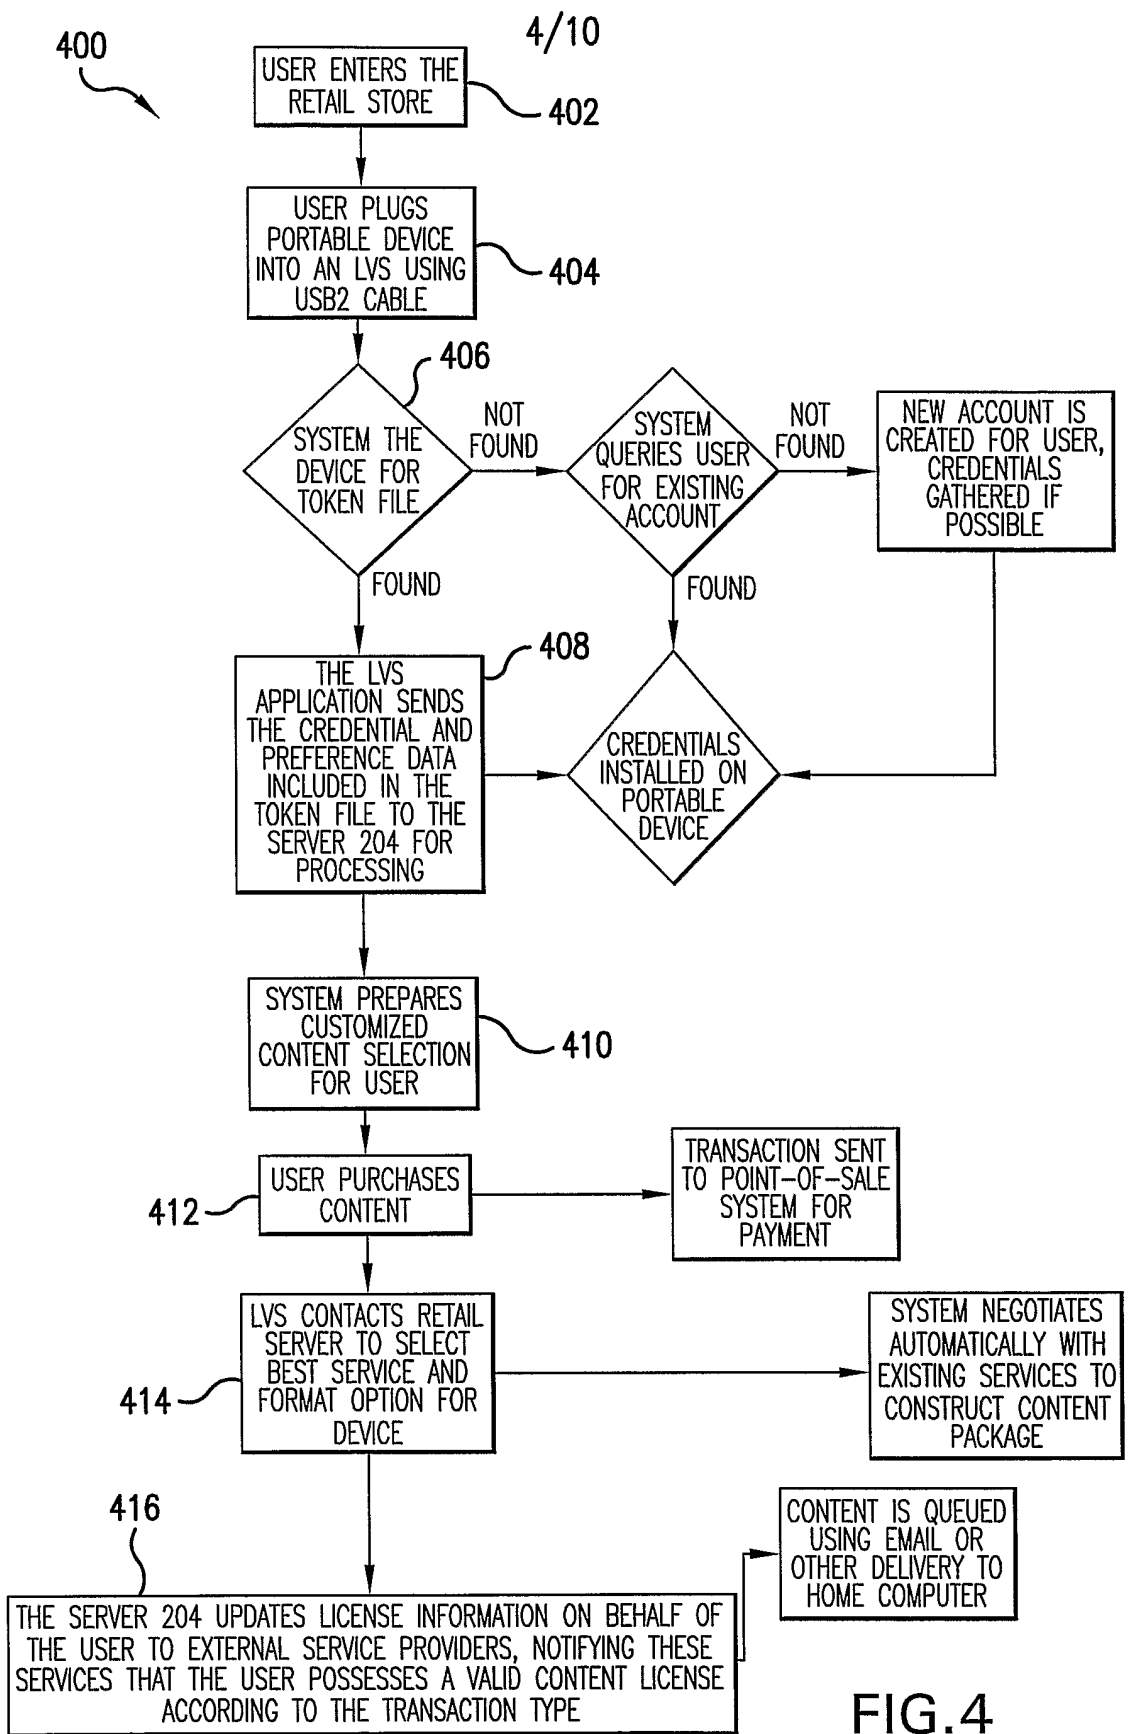 4/10
400
USER ENTERS THE
RETAIL STORE
402
USER PLUGS
PORTABLE DEVICE
INTO AN LVS USING
USB2 CABLE
404
406
SYSTEM THE
DEVICE FOR
TOKEN FILE
NOT
FOUND
SYSTEM
QUERIES USER
FOR EXISTING
ACCOUNT
NOT
FOUND
NEW ACCOUNT IS
CREATED FOR USER,
CREDENTIALS
GATHERED IF
POSSIBLE
FOUND
FOUND
408
THE LVS
APPLICATION SENDS
THE CREDENTIAL AND
PREFERENCE DATA
INCLUDED IN THE
TOKEN FILE TO THE
SERVER 204 FOR
PROCESSING
CREDENTIALS
INSTALLED ON
PORTABLE
DEVICE
SYSTEM PREPARES
CUSTOMIZED
CONTENT SELECTION
FOR USER
410
USER PURCHASES
CONTENT
412
TRANSACTION SENT
TO POINT-OF-SALE
SYSTEM FOR
PAYMENT
LVS CONTACTS RETAIL
SERVER TO SELECT
BEST SERVICE AND
FORMAT OPTION FOR
DEVICE
414
SYSTEM NEGOTIATES
AUTOMATICALLY WITH
EXISTING SERVICES TO
CONSTRUCT CONTENT
PACKAGE
416
THE SERVER 204 UPDATES LICENSE INFORMATION ON BEHALF OF
THE USER TO EXTERNAL SERVICE PROVIDERS, NOTIFYING THESE
SERVICES THAT THE USER POSSESSES A VALID CONTENT LICENSE
ACCORDING TO THE TRANSACTION TYPE
CONTENT IS QUEUED
USING EMAIL OR
OTHER DELIVERY TO
HOME COMPUTER
FIG.4